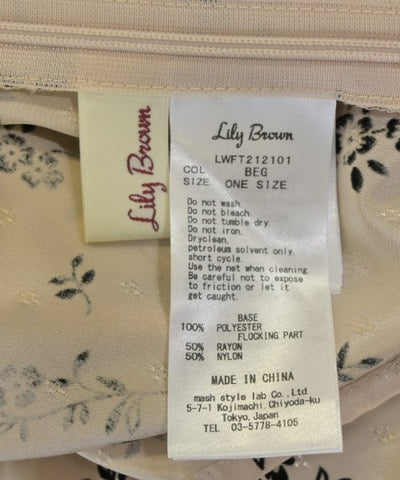 Lily Brown
Lily Brown
LWFT212101
COL BEG
SIZE ONE SIZE
Do not wash.
Do not bleach.
Do not tumble dry.
Do not iron.
Dryclean,
petroleum solvent only.
short cycle.
Use the net when cleaning.
Be careful not to expose
to friction or let it
get caught.
BASE
100% POLYESTER
FLOCKING PART
50% RAYON
50% NYLON
MADE IN CHINA
mash style lab Co.,Ltd
5-7-1 Kojimachi,Chiyoda-ku
Tokyo,Japan
TEL 03-5778-4105